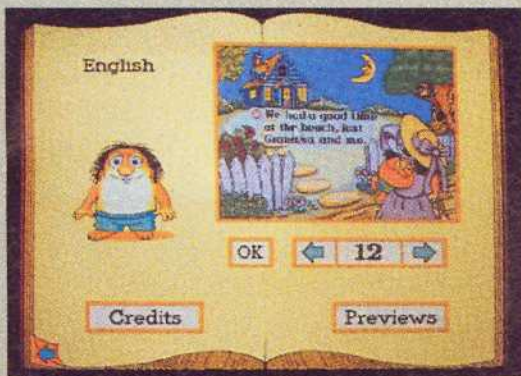 English
We had a good time
at the beach, just
Grandma and me.
OK
12
Credits
Previews